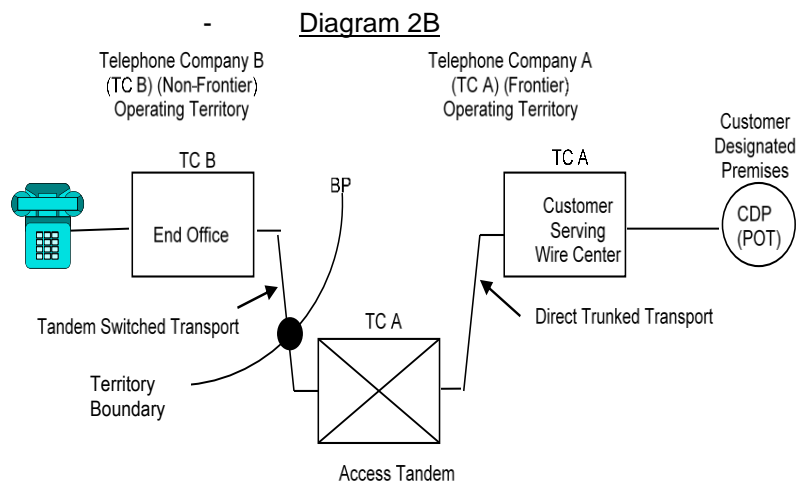 - Diagram 2B
Telephone Company B
(TC B) (Non-Frontier)
Operating Territory
Telephone Company A
(TC A) (Frontier)
Operating Territory
Customer
Designated
Premises
TC B
BP
TC A
End Office
Customer
Serving
Wire Center
CDP
(POT)
Tandem Switched Transport
TC A
Direct Trunked Transport
Territory
Boundary
Access Tandem